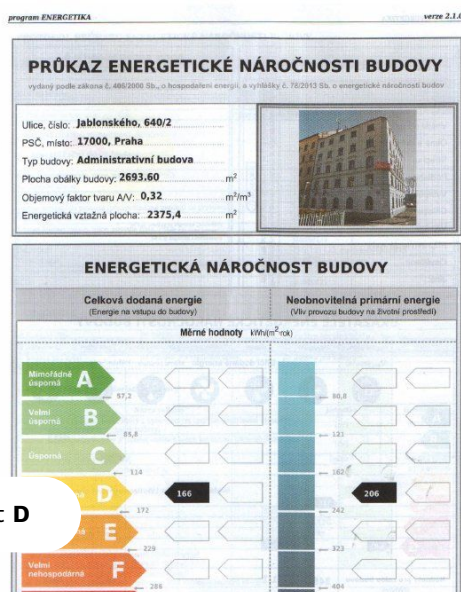 program ENERGETIKA
verze 2.1.
PRŮKAZ ENERGETICKÉ NÁROČNOSTI BUDOVY
vydaný podle zákona č. 406/2000 Sb., o hospodaření energií, a vyhlášky č. 78/2013 Sb. o energetické náročnosti budov
Ulice, číslo: Jablonského, 640/2
PSČ, místo: 17000, Praha
Typ budovy: Administrativní budova
Plocha obálky budovy: 2693.60 m²
Objemový faktor tvaru A/V: 0,32 m²/m³
Energetická vztažná plocha: 2375,4 m²
ENERGETICKÁ NÁROČNOST BUDOVY
Celková dodaná energie
(Energie na vstupu do budovy)
Neobnovitelná primární energie
(Vliv provozu budovy na životní prostředí)
Měrné hodnoty kWh/(m²·rok)
Mimořádně úsporná A
57,2
80,8
Velmi úsporná B
85,8
121
Úsporná C
114
162
D
D
166
206
172
242
E
229
323
Velmi nehospodárná F
286
404